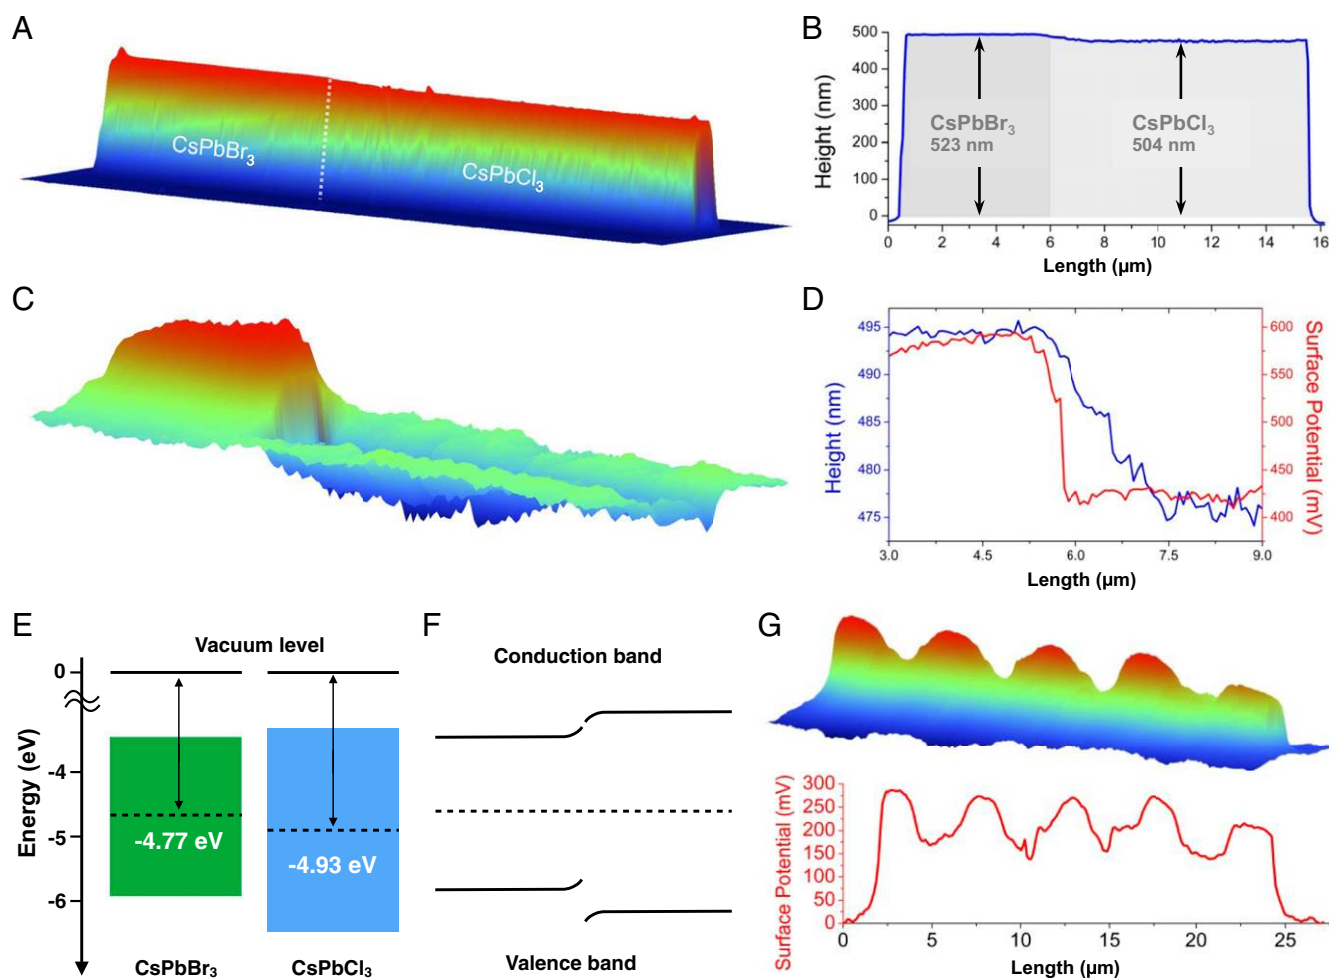 A
CsPbBr₃
CsPbCl₃
B
Height (nm)
500
400
300
200
100
0
CsPbBr₃
523 nm
CsPbCl₃
504 nm
0 2 4 6 8 10 12 14 16
Length (µm)
C
D
Height (nm)
495
490
485
480
475
600
550
500
450
400
Surface Potential
(mV)
3.0 4.5 6.0 7.5 9.0
Length (µm)
E
Vacuum level
Energy (eV)
0
-4
-5
-6
-4.77 eV
-4.93 eV
CsPbBr₃ CsPbCl₃
F
Conduction band
Valence band
G
Surface Potential (mV)
300
250
200
150
100
50
0
0 5 10 15 20 25
Length (µm)